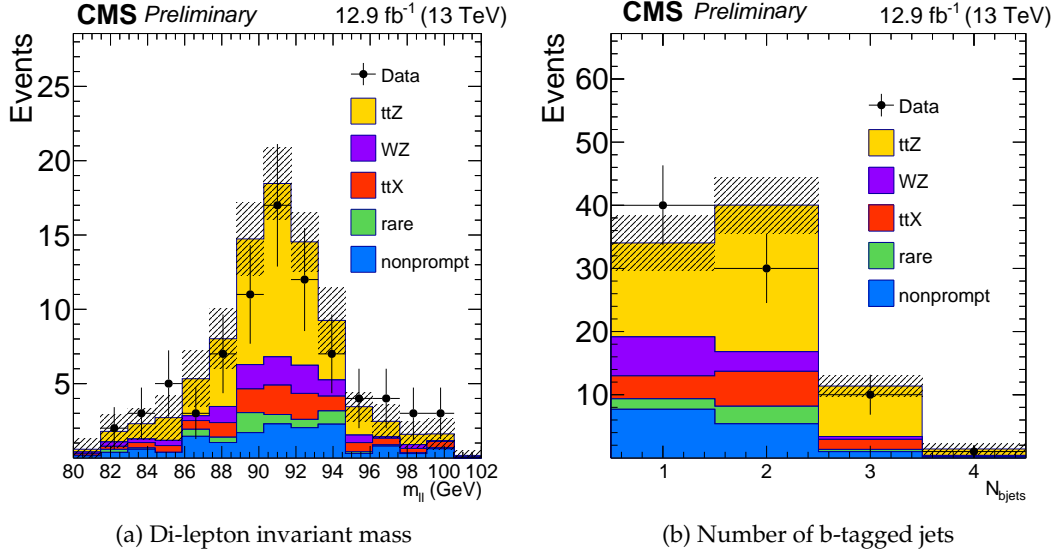 CMS Preliminary 12.9 fb-1 (13 TeV)
Events
25
20
15
10
5
Data
ttZ
WZ
ttX
rare
nonprompt
80 82 84 86 88 90 92 94 96 98 100 102
mll (GeV)
(a) Di-lepton invariant mass
CMS Preliminary 12.9 fb-1 (13 TeV)
Events
60
50
40
30
20
10
Data
ttZ
WZ
ttX
rare
nonprompt
1 2 3 4
Nbjets
(b) Number of b-tagged jets